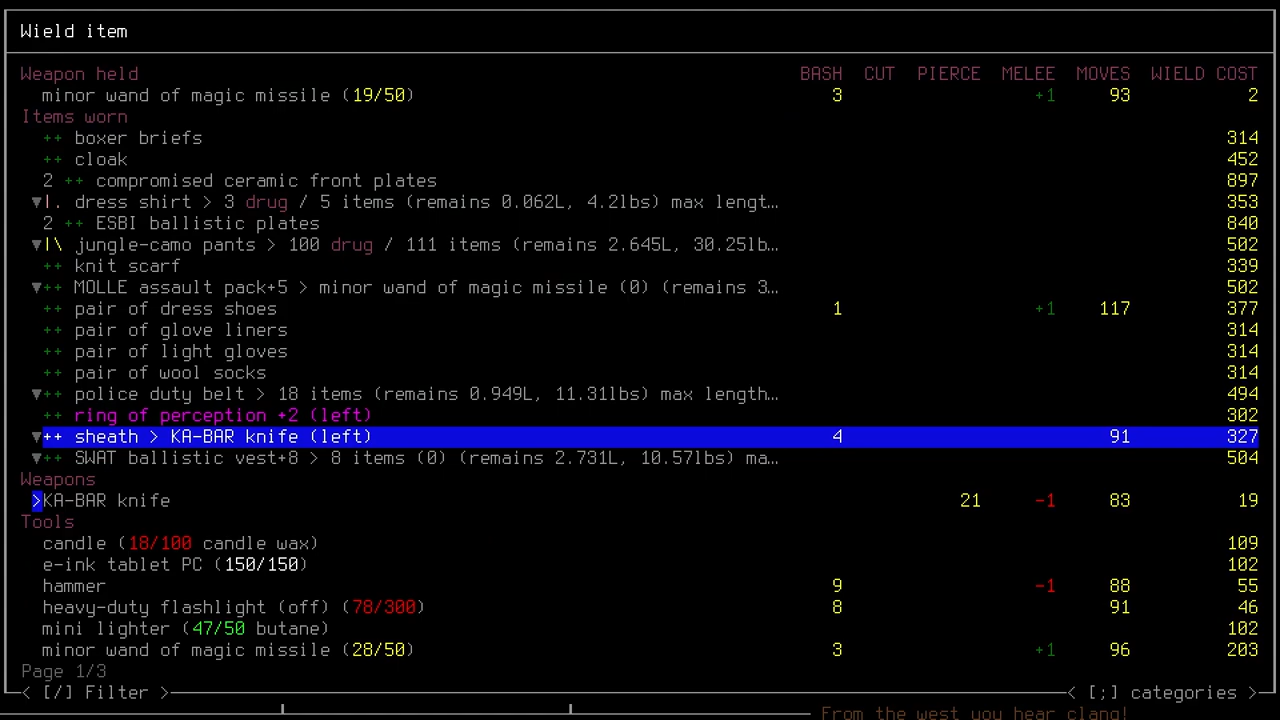 Wield item
Weapon held BASH CUT PIERCE MELEE MOVES WIELD COST
minor wand of magic missile (19/50) 3 +1 93 2
Items worn
++ boxer briefs 314
++ cloak 452
2 ++ compromised ceramic front plates 897
▼|. dress shirt > 3 drug / 5 items (remains 0.062L, 4.2lbs) max lengt… 353
2 ++ ESBI ballistic plates 840
▼|\ jungle-camo pants > 100 drug / 111 items (remains 2.645L, 30.25lb… 502
++ knit scarf 339
▼++ MOLLE assault pack+5 > minor wand of magic missile (0) (remains 3… 502
++ pair of dress shoes 1 +1 117 377
++ pair of glove liners 314
++ pair of light gloves 314
++ pair of wool socks 314
▼++ police duty belt > 18 items (remains 0.949L, 11.31lbs) max length… 494
++ ring of perception +2 (left) 302
▼++ sheath > KA-BAR knife (left) 4 91 327
▼++ SWAT ballistic vest+8 > 8 items (0) (remains 2.731L, 10.57lbs) ma… 504
Weapons
>KA-BAR knife 21 -1 83 19
Tools
candle (18/100 candle wax) 109
e-ink tablet PC (150/150) 102
hammer 9 -1 88 55
heavy-duty flashlight (off) (78/300) 8 91 46
mini lighter (47/50 butane) 102
minor wand of magic missile (28/50) 3 +1 96 203
Page 1/3
< [/] Filter > < [;] categories >
From the west you hear clang!